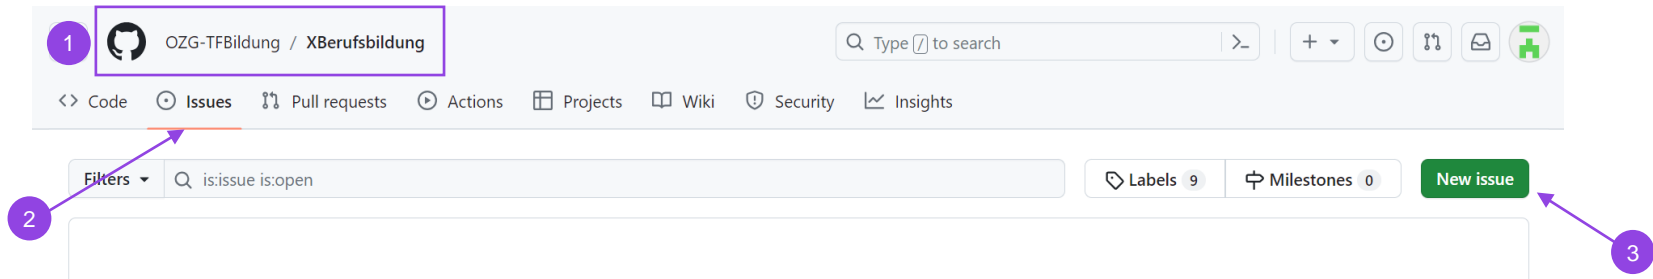 1 OZG-TFBildung / XBerufsbildung Type / to search
Code Issues Pull requests Actions Projects Wiki Security Insights
Filters is:issue is:open Labels 9 Milestones 0 New issue
2
3